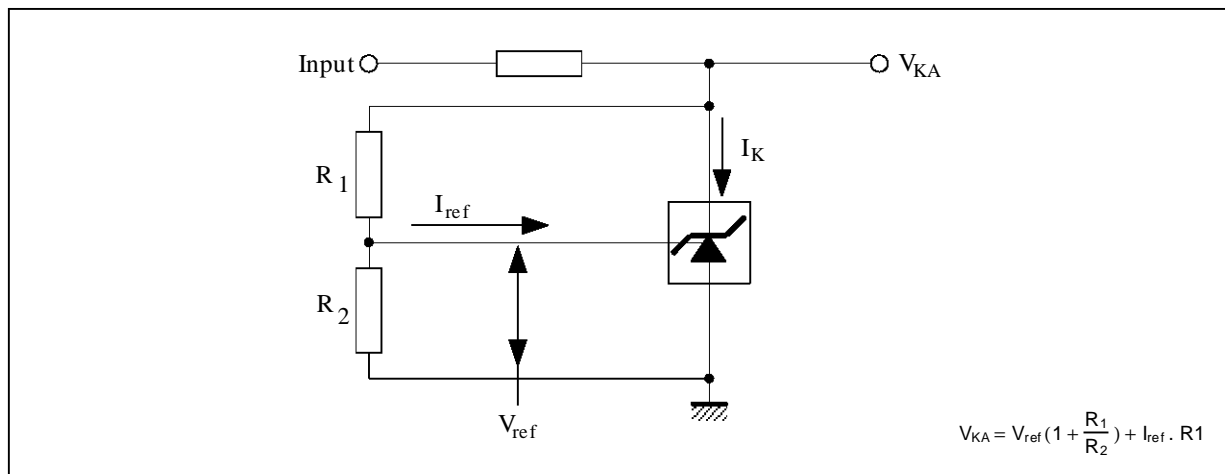 Input
V_KA
I_K
R_1
I_ref
R_2
V_ref
V_KA = V_ref (1 + R_1/R_2) + I_ref . R1